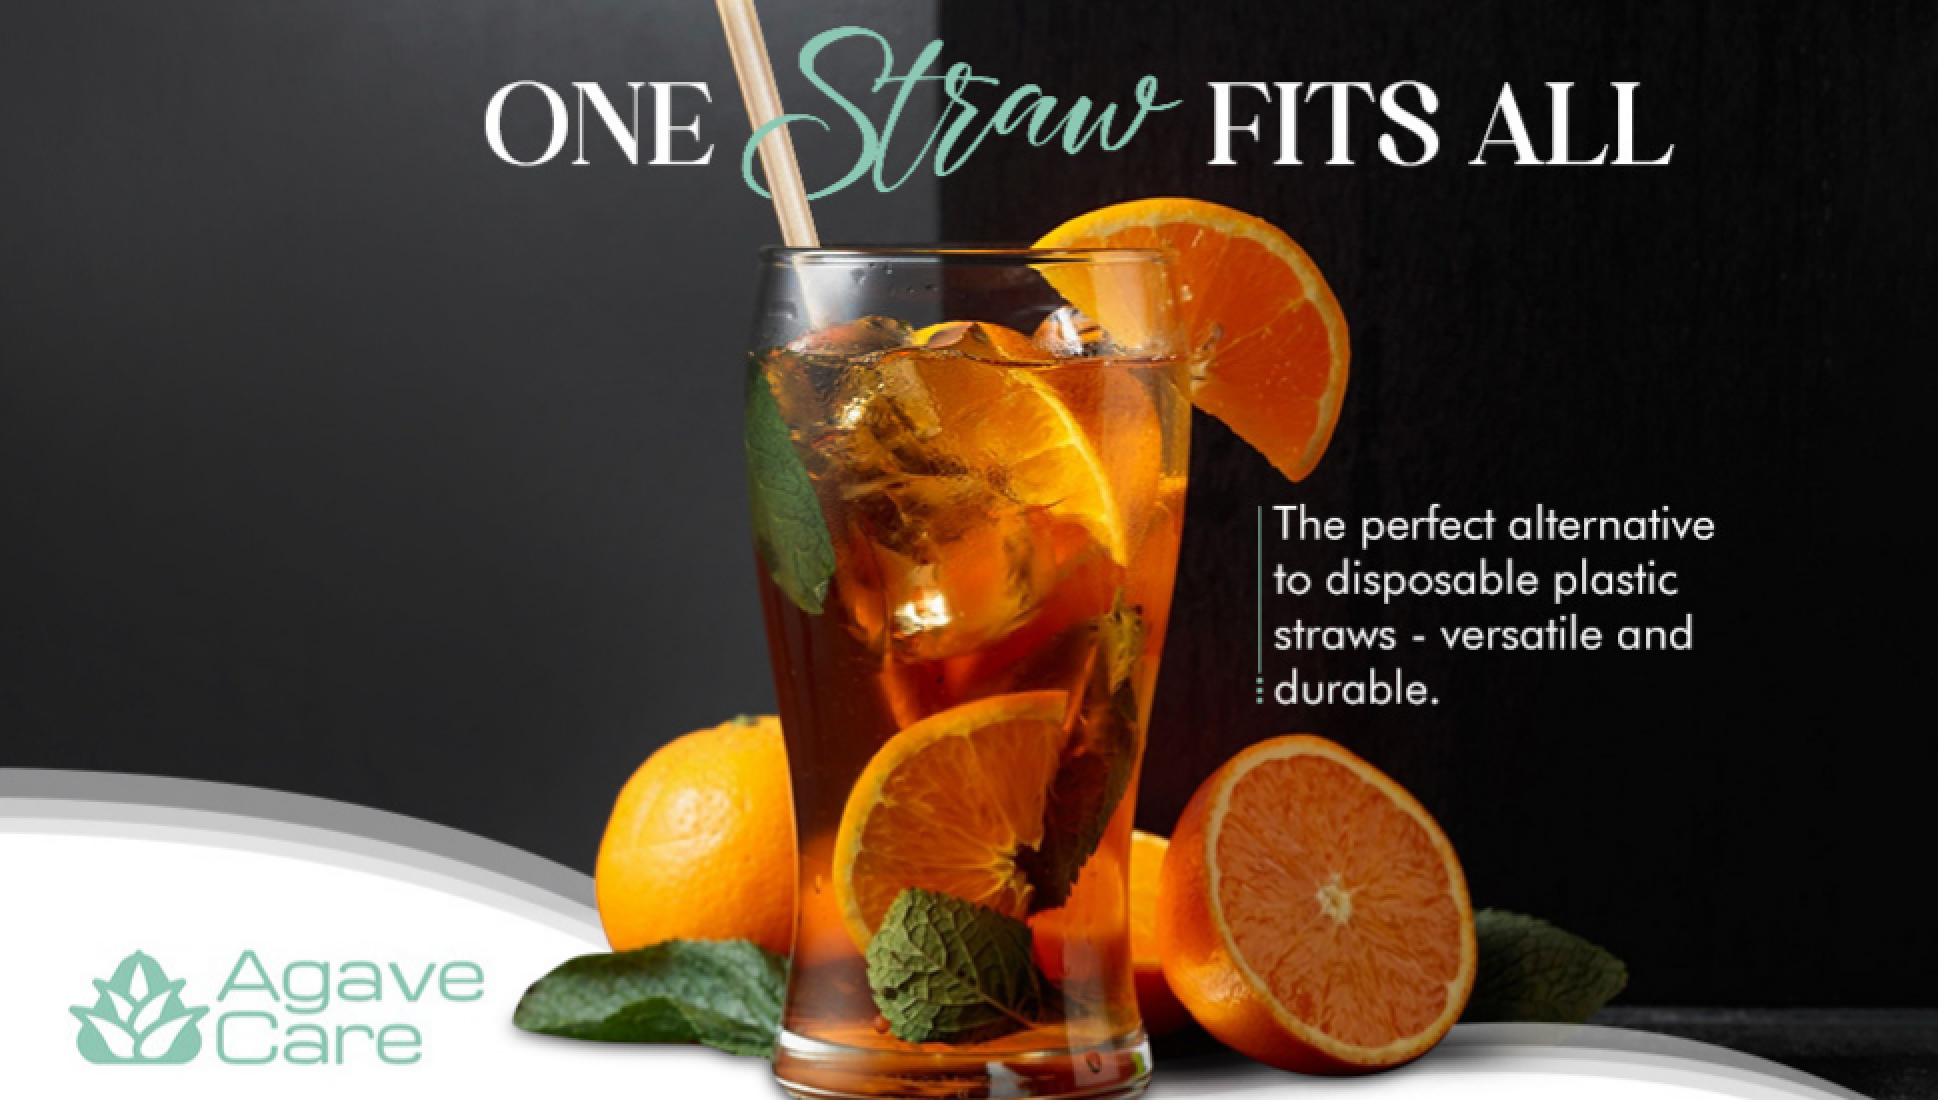 ONE Straw FITS ALL
The perfect alternative
to disposable plastic
straws - versatile and
durable.
Agave
Care